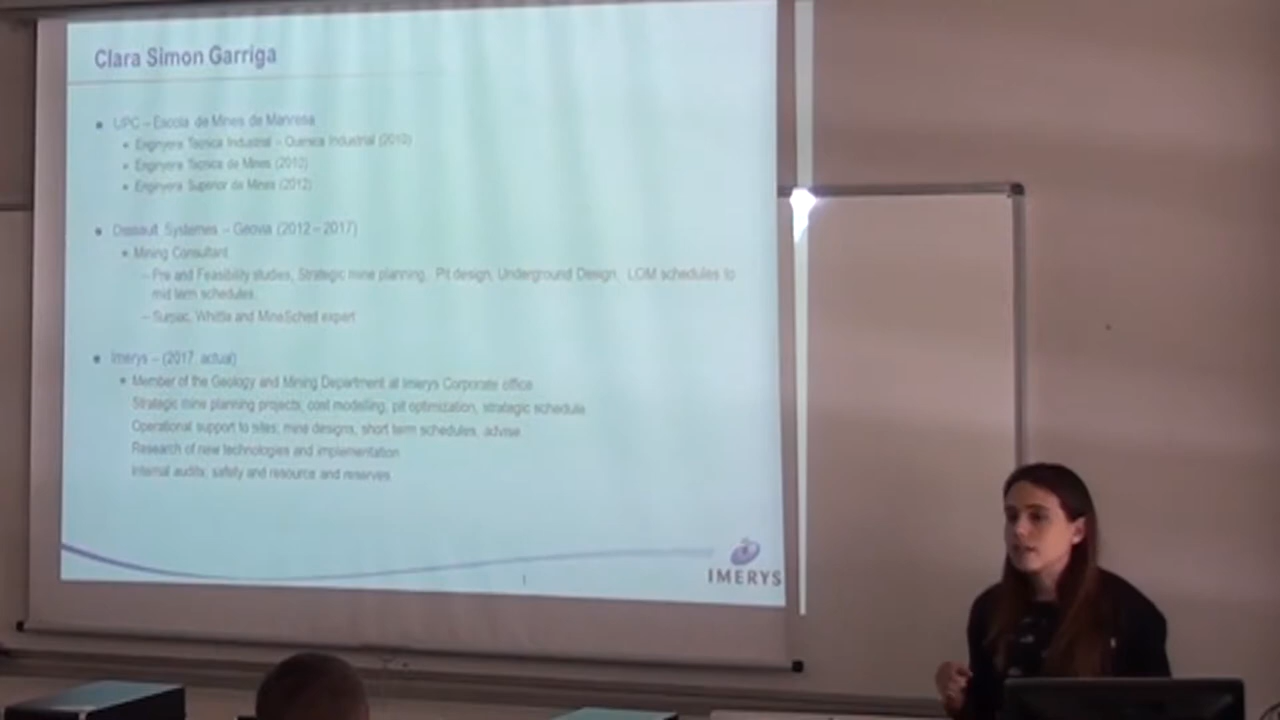 Clara Simon Garriga
UPC – Escola de Mines de Manresa
Enginyera Tècnica Industrial – Química Industrial (2010)
Enginyera Tècnica de Mines (2010)
Enginyera Superior de Mines (2012)
Dassault Systèmes – Geovia (2012 – 2017)
Mining Consultant
– Pre and Feasibility studies, Strategic mine planning, Pit design, Underground Design, LOM schedules to
mid term schedules.
– Surpac, Whittle and MineSched expert
Imerys – (2017 actual)
Member of the Geology and Mining Department at Imerys Corporate office
Strategic mine planning projects; cost modelling, pit optimization, strategic schedule
Operational support to sites; mine designs, short term schedules, advise.
Research of new technologies and implementation
Internal audits; safety and resource and reserves
IMERYS